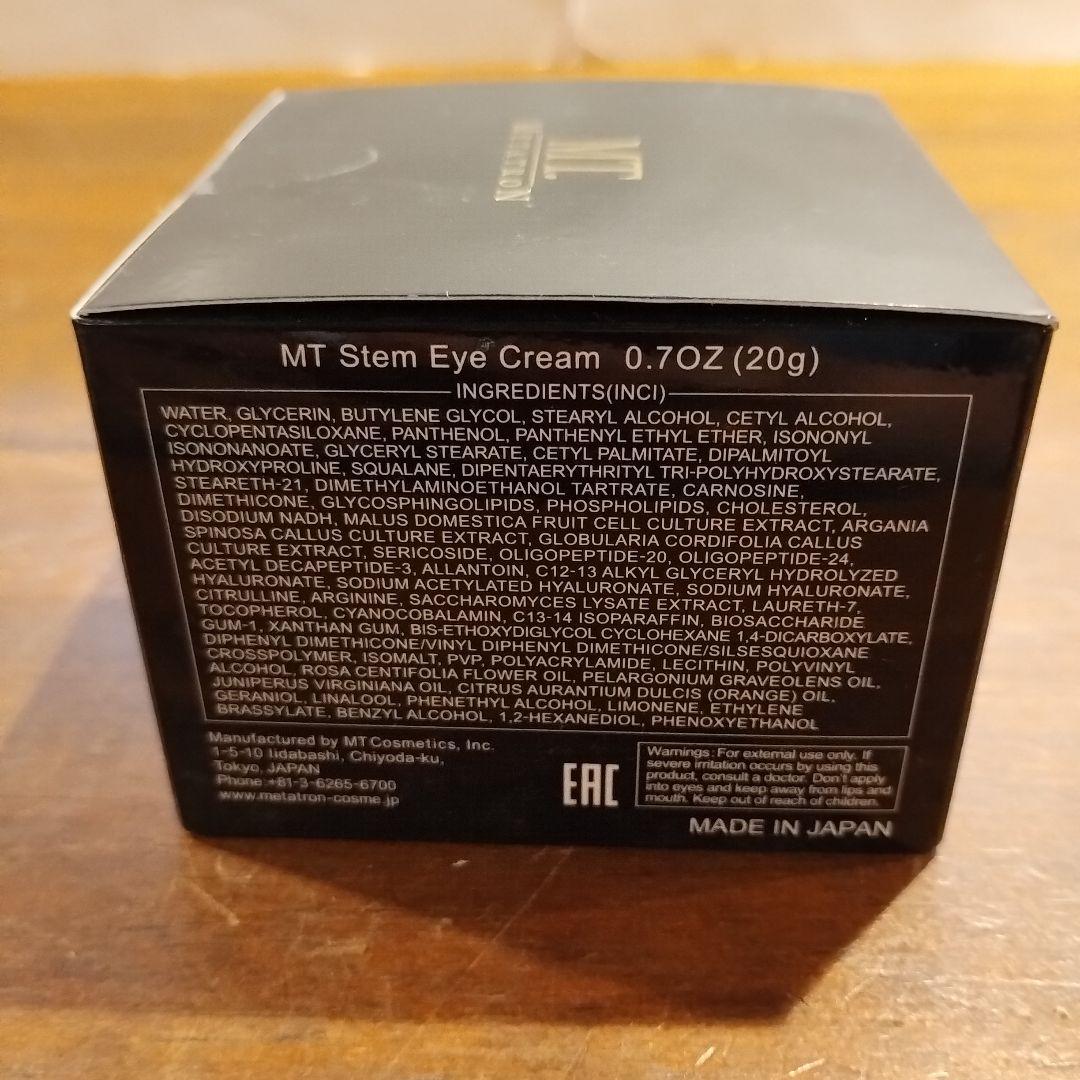 MT
METATRON
MT Stem Eye Cream 0.7OZ (20g)
INGREDIENTS(INCI)
WATER, GLYCERIN, BUTYLENE GLYCOL, STEARYL ALCOHOL, CETYL ALCOHOL,
CYCLOPENTASILOXANE, PANTHENOL, PANTHENYL ETHYL ETHER, ISONONYL
ISONONANOATE, GLYCERYL STEARATE, CETYL PALMITATE, DIPALMITOYL
HYDROXYPROLINE, SQUALANE, DIPENTAERYTHRITYL TRI-POLYHYDROXYSTEARATE,
STEARETH-21, DIMETHYLAMINOETHANOL TARTRATE, CARNOSINE,
DIMETHICONE, GLYCOSPHINGOLIPIDS, PHOSPHOLIPIDS, CHOLESTEROL,
DISODIUM NADH, MALUS DOMESTICA FRUIT CELL CULTURE EXTRACT, ARGANIA
SPINOSA CALLUS CULTURE EXTRACT, GLOBULARIA CORDIFOLIA CALLUS
CULTURE EXTRACT, SERICOSIDE, OLIGOPEPTIDE-20, OLIGOPEPTIDE-24,
ACETYL DECAPEPTIDE-3, ALLANTOIN, C12-13 ALKYL GLYCERYL HYDROLYZED
HYALURONATE, SODIUM ACETYLATED HYALURONATE, SODIUM HYALURONATE,
CITRULLINE, ARGININE, SACCHAROMYCES LYSATE EXTRACT, LAURETH-7,
TOCOPHEROL, CYANOCOBALAMIN, C13-14 ISOPARAFFIN, BIOSACCHARIDE
GUM-1, XANTHAN GUM, BIS-ETHOXYDIGLYCOL CYCLOHEXANE 1,4-DICARBOXYLATE,
DIPHENYL DIMETHICONE/VINYL DIPHENYL DIMETHICONE/SILSESQUIOXANE
CROSSPOLYMER, ISOMALT, PVP, POLYACRYLAMIDE, LECITHIN, POLYVINYL
ALCOHOL, ROSA CENTIFOLIA FLOWER OIL, PELARGONIUM GRAVEOLENS OIL,
JUNIPERUS VIRGINIANA OIL, CITRUS AURANTIUM DULCIS (ORANGE) OIL,
GERANIOL, LINALOOL, PHENETHYL ALCOHOL, LIMONENE, ETHYLENE
BRASSYLATE, BENZYL ALCOHOL, 1,2-HEXANEDIOL, PHENOXYETHANOL
Manufactured by MT Cosmetics, Inc.
1-5-10 Iidabashi, Chiyoda-ku,
Tokyo, JAPAN
Phone:+81-3-6265-6700
www.metatron-cosme.jp
EAC
Warnings: For external use only. If
severe irritation occurs by using this
product, consult a doctor. Don't apply
into eyes and keep away from lips and
mouth. Keep out of reach of children.
MADE IN JAPAN